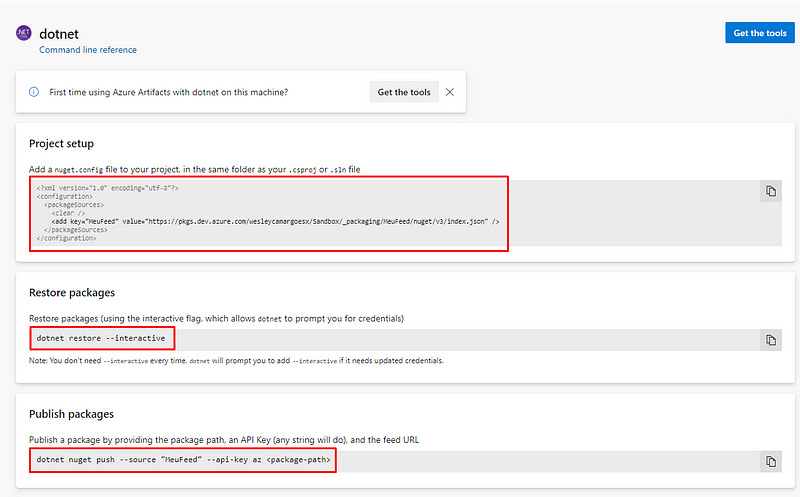 .NET
dotnet
Get the tools
Command line reference
First time using Azure Artifacts with dotnet on this machine?
Get the tools
Project setup
Add a nuget.config file to your project, in the same folder as your .csproj or .sln file
<?xml version="1.0" encoding="utf-8"?>
<configuration>
<packageSources>
<clear />
<add key="MeuFeed" value="https://pkgs.dev.azure.com/wesleycamargoesx/Sandbox/_packaging/MeuFeed/nuget/v3/index.json" />
</packageSources>
</configuration>
Restore packages
Restore packages (using the interactive flag, which allows dotnet to prompt you for credentials)
dotnet restore --interactive
Note: You don't need --interactive every time. dotnet will prompt you to add --interactive if it needs updated credentials.
Publish packages
Publish a package by providing the package path, an API Key (any string will do), and the feed URL
dotnet nuget push --source "MeuFeed" --api-key az <package-path>